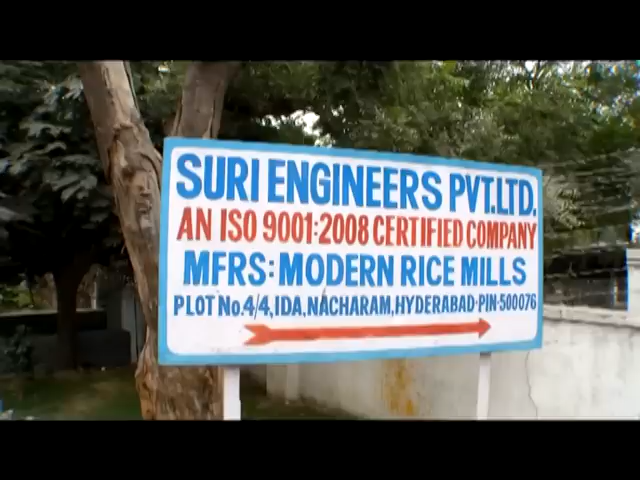 SURI ENGINEERS PVT.LTD.
AN ISO 9001:2008 CERTIFIED COMPANY
MFRS: MODERN RICE MILLS
PLOT No.4/4,IDA,NACHARAM,HYDERABAD-PIN-500076